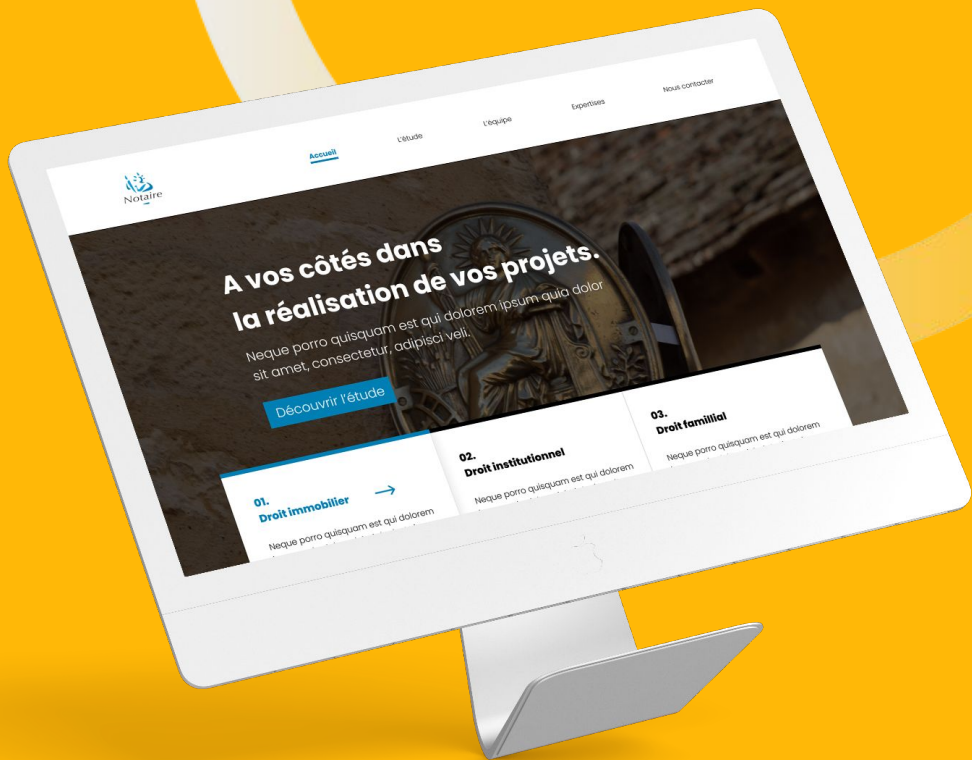 Notaire
Accueil
L'étude
L'équipe
Expertises
Nous contacter
A vos côtés dans
la réalisation de vos projets.
Neque porro quisquam est qui dolorem ipsum quia dolor
sit amet, consectetur, adipisci veli.
Découvrir l'étude
01.
Droit immobilier
Neque porro quisquam est qui dolorem
02.
Droit institutionnel
Neque porro quisquam est qui dolorem
03.
Droit famillial
Neque porro quisquam est qui dolorem